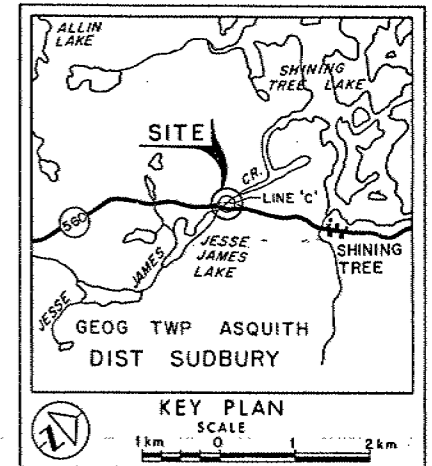 ALLIN
LAKE
SHINING
TREE LAKE
SITE
CR.
LINE 'C'
560
JESSE
JAMES
LAKE
SHINING
TREE
JAMES
JESSE
GEOG TWP ASQUITH
DIST SUDBURY
N
KEY PLAN
SCALE
1 km 0 1 2 km